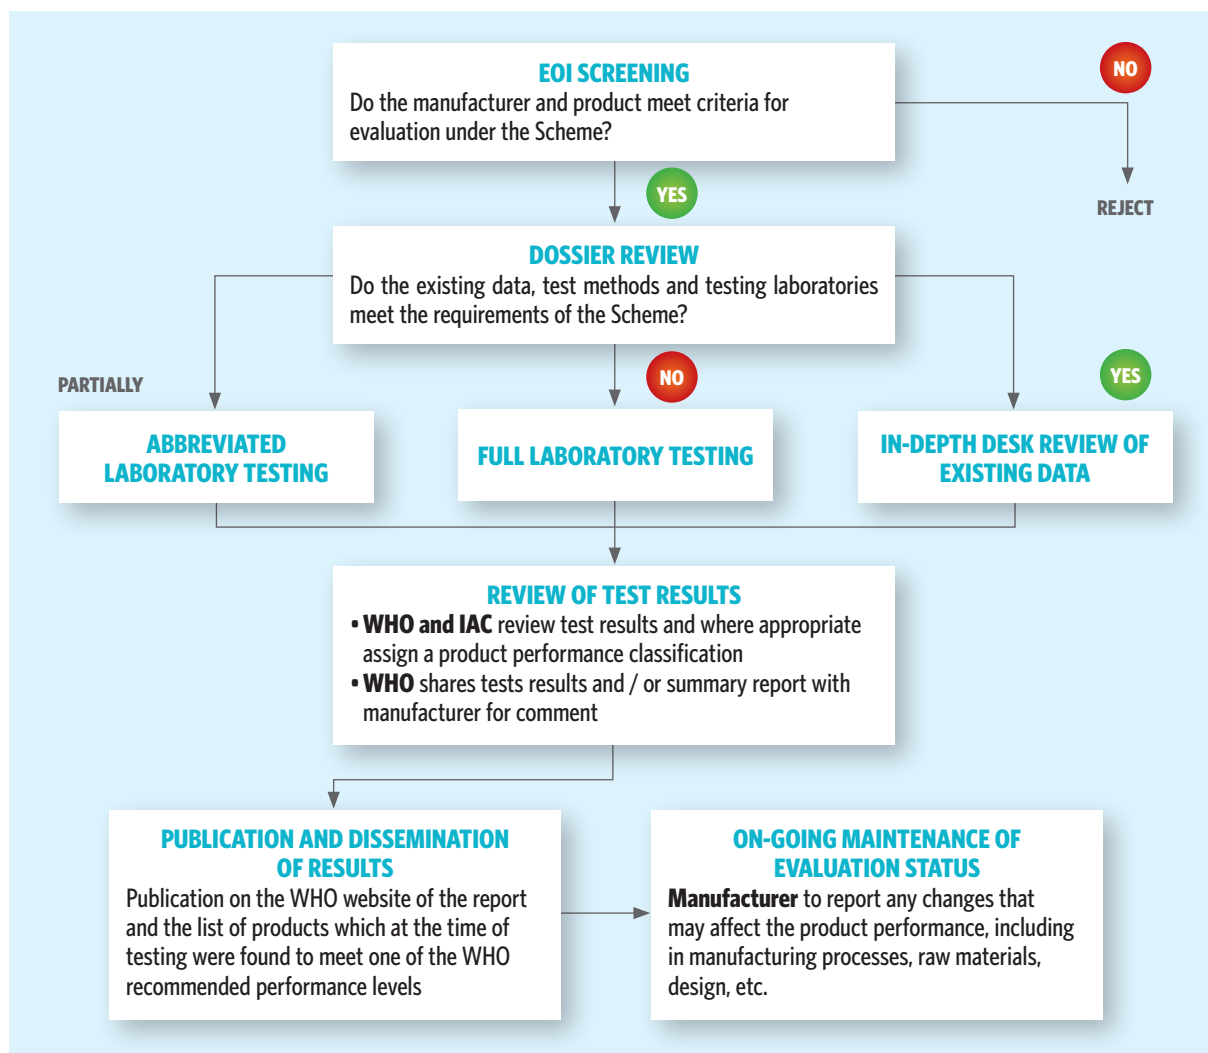 EOI SCREENING
Do the manufacturer and product meet criteria for
evaluation under the Scheme?
NO
REJECT
YES
DOSSIER REVIEW
Do the existing data, test methods and testing laboratories
meet the requirements of the Scheme?
PARTIALLY
NO
YES
ABBREVIATED
LABORATORY TESTING
FULL LABORATORY TESTING
IN-DEPTH DESK REVIEW OF
EXISTING DATA
REVIEW OF TEST RESULTS
• WHO and IAC review test results and where appropriate
assign a product performance classification
• WHO shares tests results and / or summary report with
manufacturer for comment
PUBLICATION AND DISSEMINATION
OF RESULTS
Publication on the WHO website of the report
and the list of products which at the time of
testing were found to meet one of the WHO
recommended performance levels
ON-GOING MAINTENANCE OF
EVALUATION STATUS
Manufacturer to report any changes that
may affect the product performance, including
in manufacturing processes, raw materials,
design, etc.